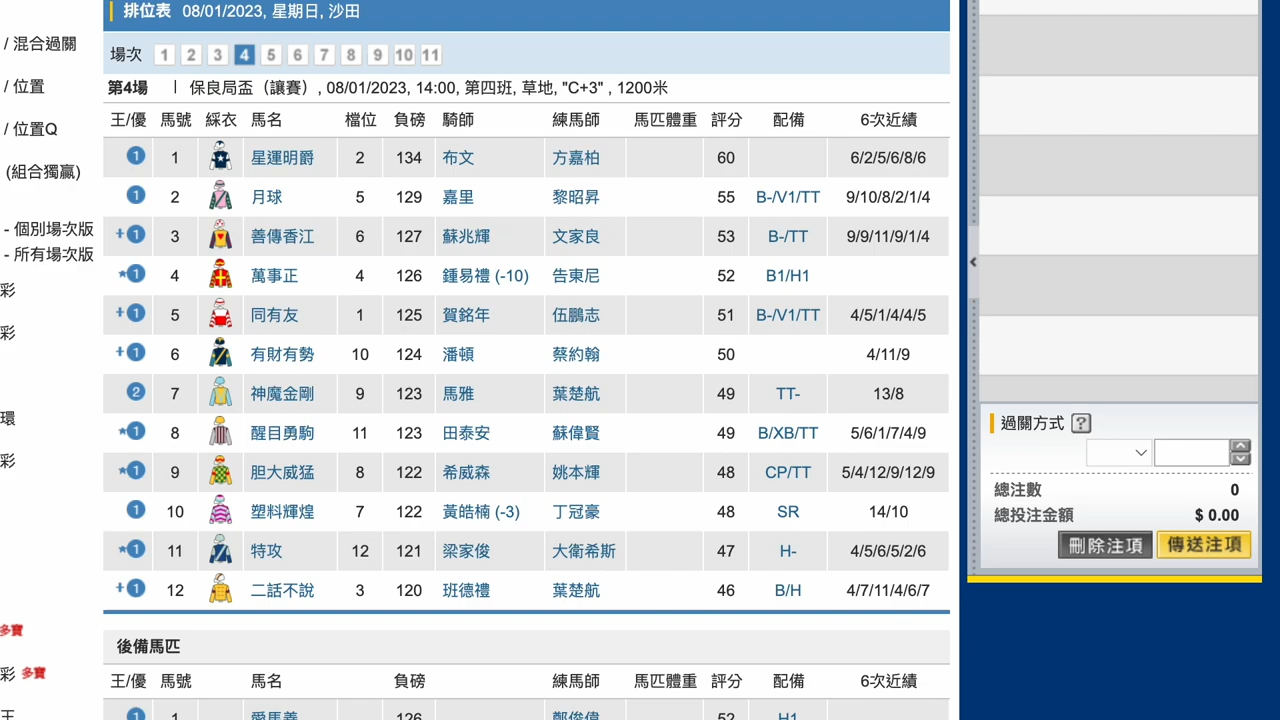 排位表 08/01/2023, 星期日, 沙田
/ 混合過關
/ 位置
/ 位置Q
(組合獨贏)
- 個別場次版
- 所有場次版
彩
彩
環
彩
多寶
彩 多寶
王
場次 1 2 3 4 5 6 7 8 9 10 11
第4場 | 保良局盃（讓賽）, 08/01/2023, 14:00, 第四班, 草地, "C+3" , 1200米
王/優 馬號 綵衣 馬名 檔位 負磅 騎師 練馬師 馬匹體重 評分 配備 6次近績
1 1 星運明爵 2 134 布文 方嘉柏 60 6/2/5/6/8/6
1 2 月球 5 129 嘉里 黎昭昇 55 B-/V1/TT 9/10/8/2/1/4
+1 3 善傳香江 6 127 蘇兆輝 文家良 53 B-/TT 9/9/11/9/1/4
★1 4 萬事正 4 126 鍾易禮 (-10) 告東尼 52 B1/H1
+1 5 同有友 1 125 賀銘年 伍鵬志 51 B-/V1/TT 4/5/1/4/4/5
+1 6 有財有勢 10 124 潘頓 蔡約翰 50 4/11/9
2 7 神魔金剛 9 123 馬雅 葉楚航 49 TT- 13/8
★1 8 醒目勇駒 11 123 田泰安 蘇偉賢 49 B/XB/TT 5/6/1/7/4/9
★1 9 胆大威猛 8 122 希威森 姚本輝 48 CP/TT 5/4/12/9/12/9
1 10 塑料輝煌 7 122 黃皓楠 (-3) 丁冠豪 48 SR 14/10
★1 11 特攻 12 121 梁家俊 大衛希斯 47 H- 4/5/6/5/2/6
+1 12 二話不說 3 120 班德禮 葉楚航 46 B/H 4/7/11/4/6/7
後備馬匹
王/優 馬號 馬名 負磅 練馬師 馬匹體重 評分 配備 6次近績
1 1 愛馬善 126 鄭俊偉 52 H1
過關方式 ?
總注數 0
總投注金額 $ 0.00
刪除注項 傳送注項